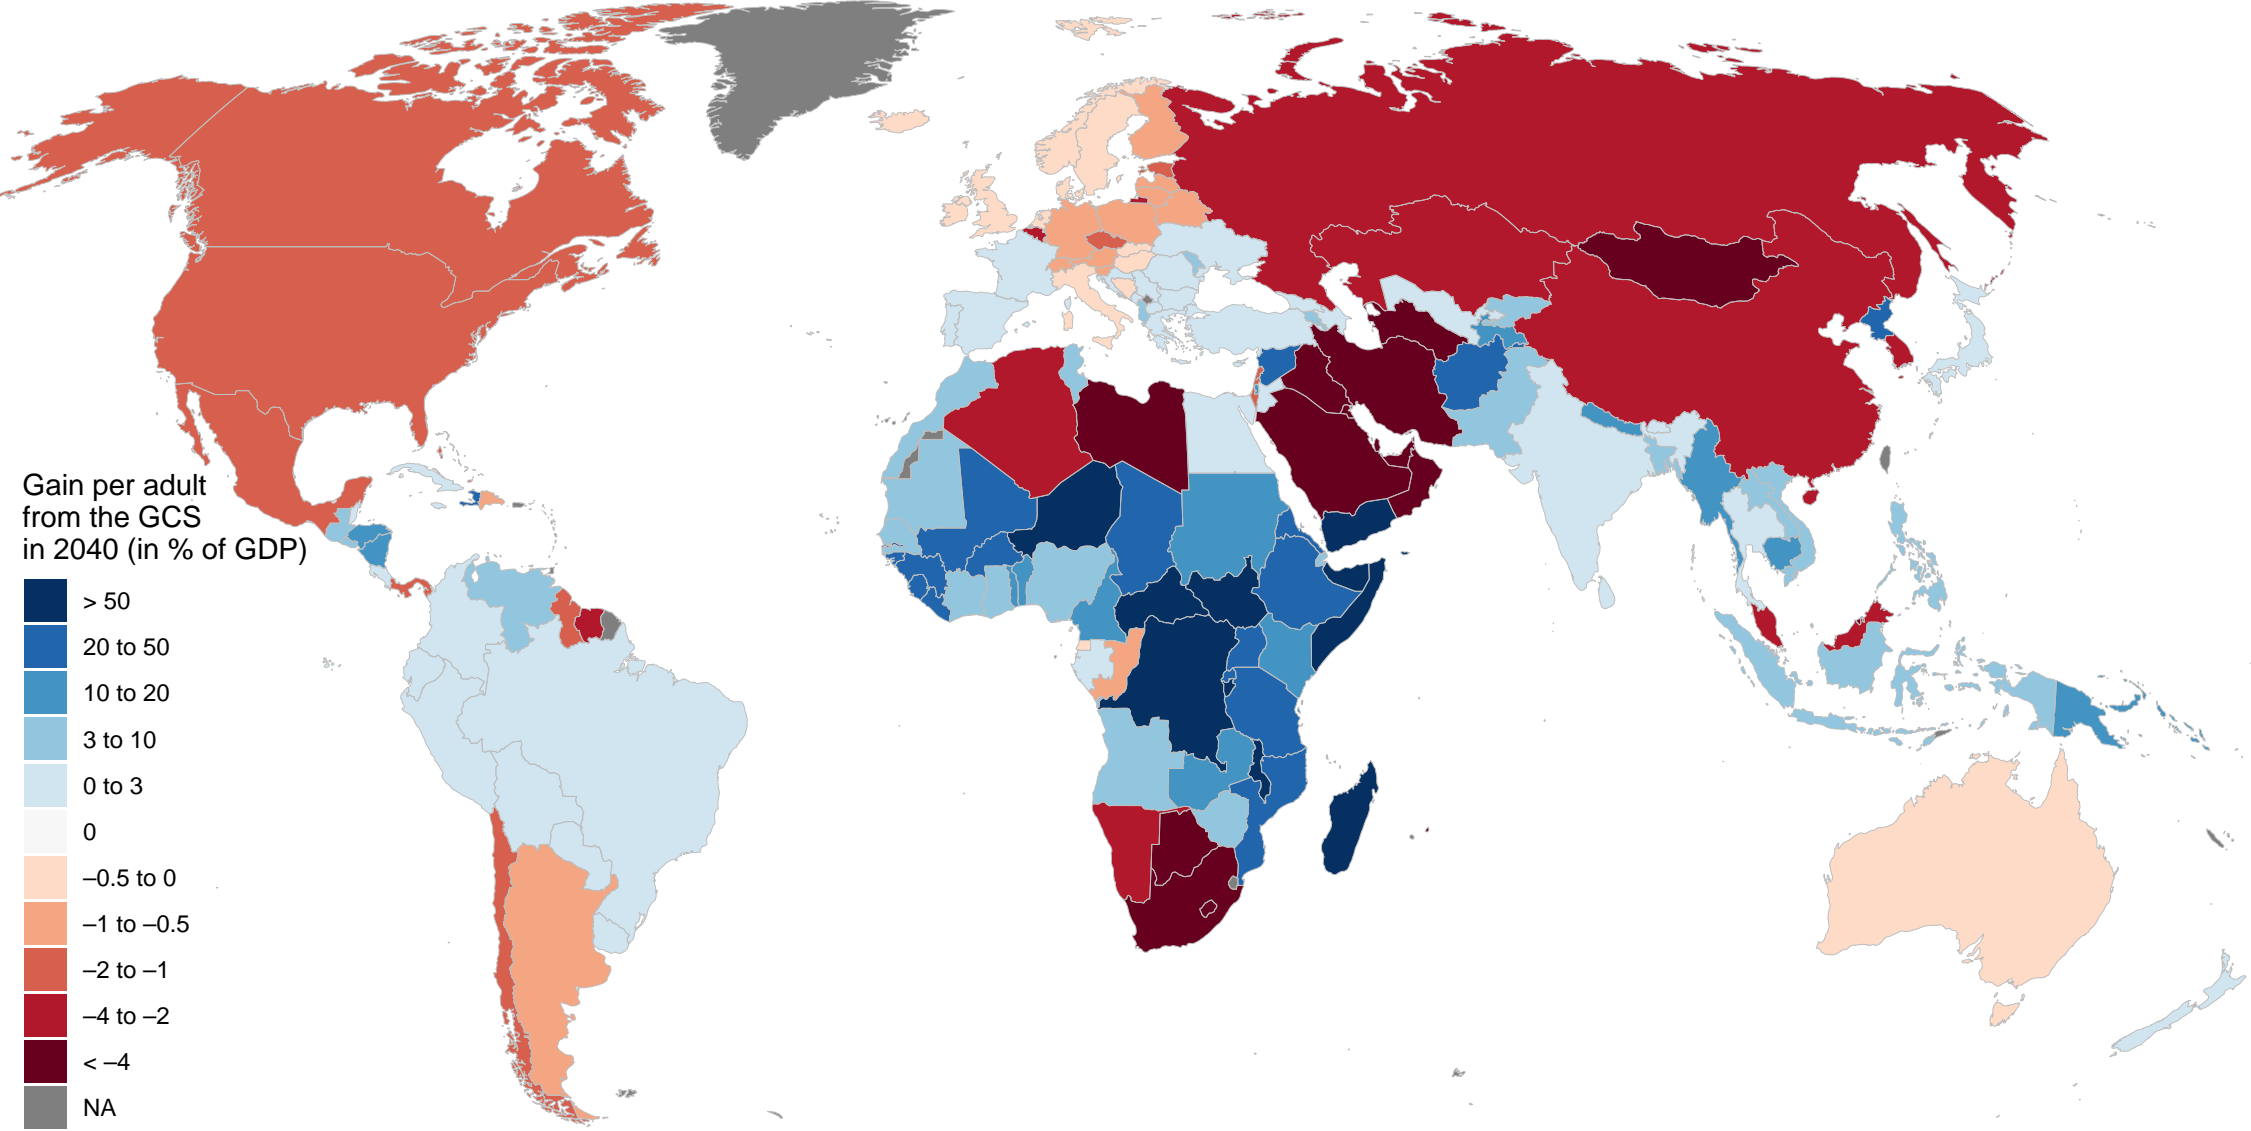 Gain per adult
from the GCS
in 2040 (in % of GDP)
> 50
20 to 50
10 to 20
3 to 10
0 to 3
0
–0.5 to 0
–1 to –0.5
–2 to –1
–4 to –2
< –4
NA